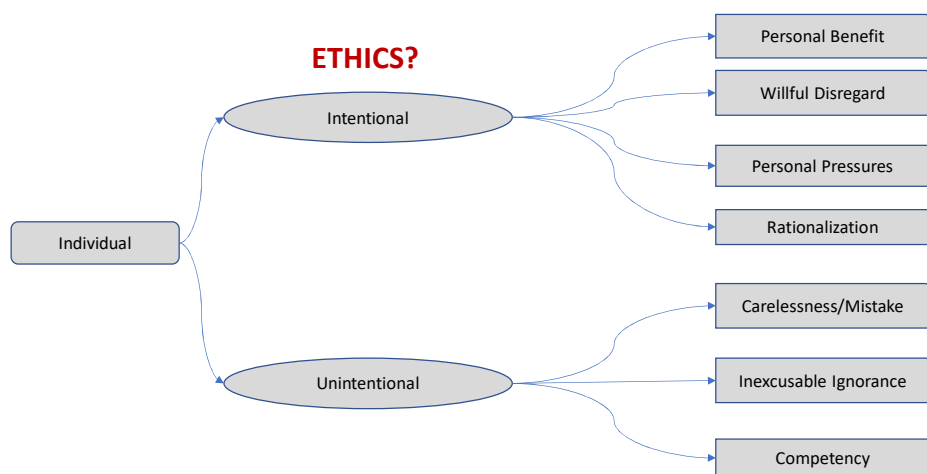 ETHICS?
Personal Benefit
Willful Disregard
Intentional
Personal Pressures
Rationalization
Individual
Carelessness/Mistake
Unintentional
Inexcusable Ignorance
Competency